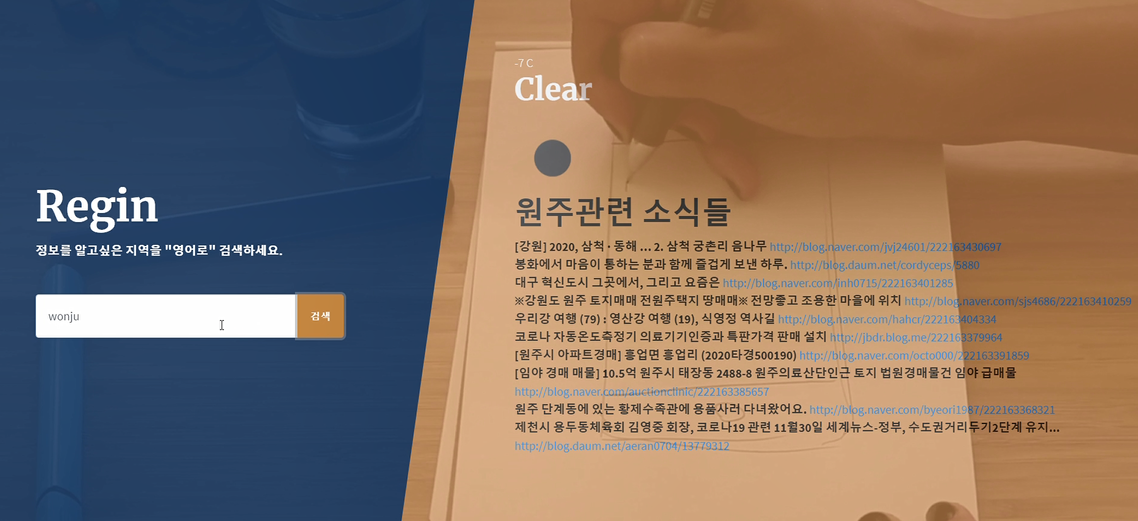 Regin
정보를 알고싶은 지역을 "영어로" 검색하세요.
wonju
검색
-7 C
Clear
원주관련 소식들
[강원] 2020, 삼척 · 동해 ... 2. 삼척 궁촌리 음나무 http://blog.naver.com/jvj24601/222163430697
봉화에서 마음이 통하는 분과 함께 즐겁게 보낸 하루. http://blog.daum.net/cordyceps/5880
대구 혁신도시 그곳에서, 그리고 요즘은 http://blog.naver.com/inh0715/222163401285
※강원도 원주 토지매매 전원주택지 땅매매※ 전망좋고 조용한 마을에 위치 http://blog.naver.com/sjs4686/222163410259
우리강 여행 (79) : 영산강 여행 (19), 식영정 역사길 http://blog.naver.com/hahcr/222163404334
코로나 자동온도측정기 의료기기인증과 특판가격 판매 설치 http://jbdr.blog.me/222163379964
[원주시 아파트경매] 흥업면 흥업리 (2020타경500190) http://blog.naver.com/octo000/222163391859
[임야 경매 매물] 10.5억 원주시 태장동 2488-8 원주의료산단인근 토지 법원경매물건 임야 급매물
http://blog.naver.com/auctionclinic/222163385657
원주 단계동에 있는 황제수족관에 용품사러 다녀왔어요. http://blog.naver.com/byeori1987/222163368321
제천시 용두동체육회 김영중 회장, 코로나19 관련 11월30일 세계뉴스-정부, 수도권거리두기2단계 유지...
http://blog.daum.net/aeran0704/13779312